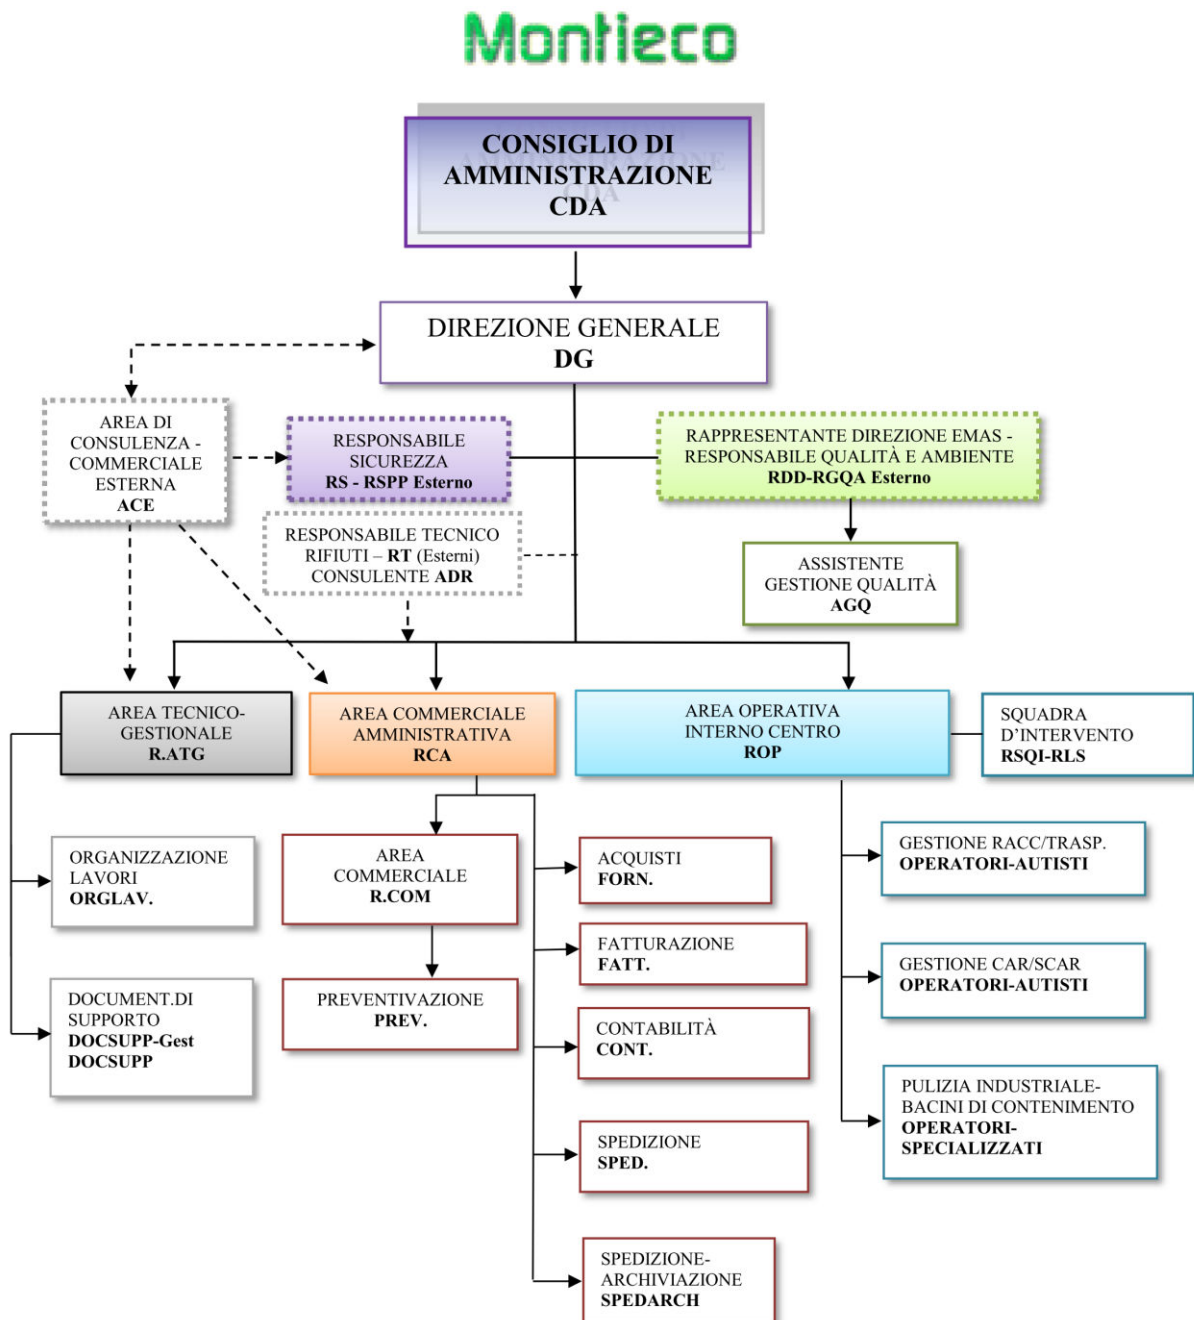 Montieco
CONSIGLIO DI
AMMINISTRAZIONE
CDA
DIREZIONE GENERALE
DG
AREA DI
CONSULENZA -
COMMERCIALE
ESTERNA
ACE
RESPONSABILE
SICUREZZA
RS - RSPP Esterno
RAPPRESENTANTE DIREZIONE EMAS -
RESPONSABILE QUALITÀ E AMBIENTE
RDD-RGQA Esterno
RESPONSABILE TECNICO
RIFIUTI – RT (Esterni)
CONSULENTE ADR
ASSISTENTE
GESTIONE QUALITÀ
AGQ
AREA TECNICO-
GESTIONALE
R.ATG
AREA COMMERCIALE
AMMINISTRATIVA
RCA
AREA OPERATIVA
INTERNO CENTRO
ROP
SQUADRA
D’INTERVENTO
RSQI-RLS
ORGANIZZAZIONE
LAVORI
ORGLAV.
DOCUMENT.DI
SUPPORTO
DOCSUPP-Gest
DOCSUPP
AREA
COMMERCIALE
R.COM
PREVENTIVAZIONE
PREV.
ACQUISTI
FORN.
FATTURAZIONE
FATT.
CONTABILITÀ
CONT.
SPEDIZIONE
SPED.
SPEDIZIONE-
ARCHIVIAZIONE
SPEDARCH
GESTIONE RACC/TRASP.
OPERATORI-AUTISTI
GESTIONE CAR/SCAR
OPERATORI-AUTISTI
PULIZIA INDUSTRIALE-
BACINI DI CONTENIMENTO
OPERATORI-
SPECIALIZZATI